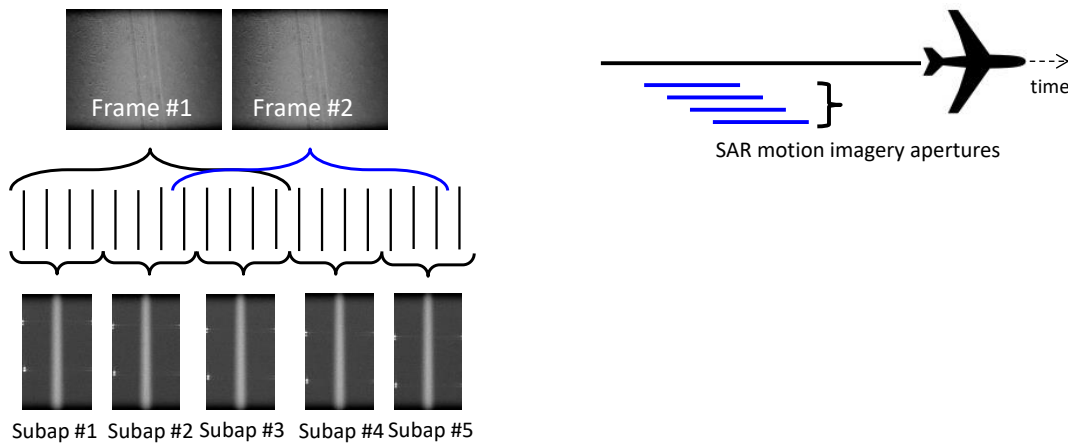 Frame #1
Frame #2
time
SAR motion imagery apertures
Subap #1
Subap #2
Subap #3
Subap #4
Subap #5